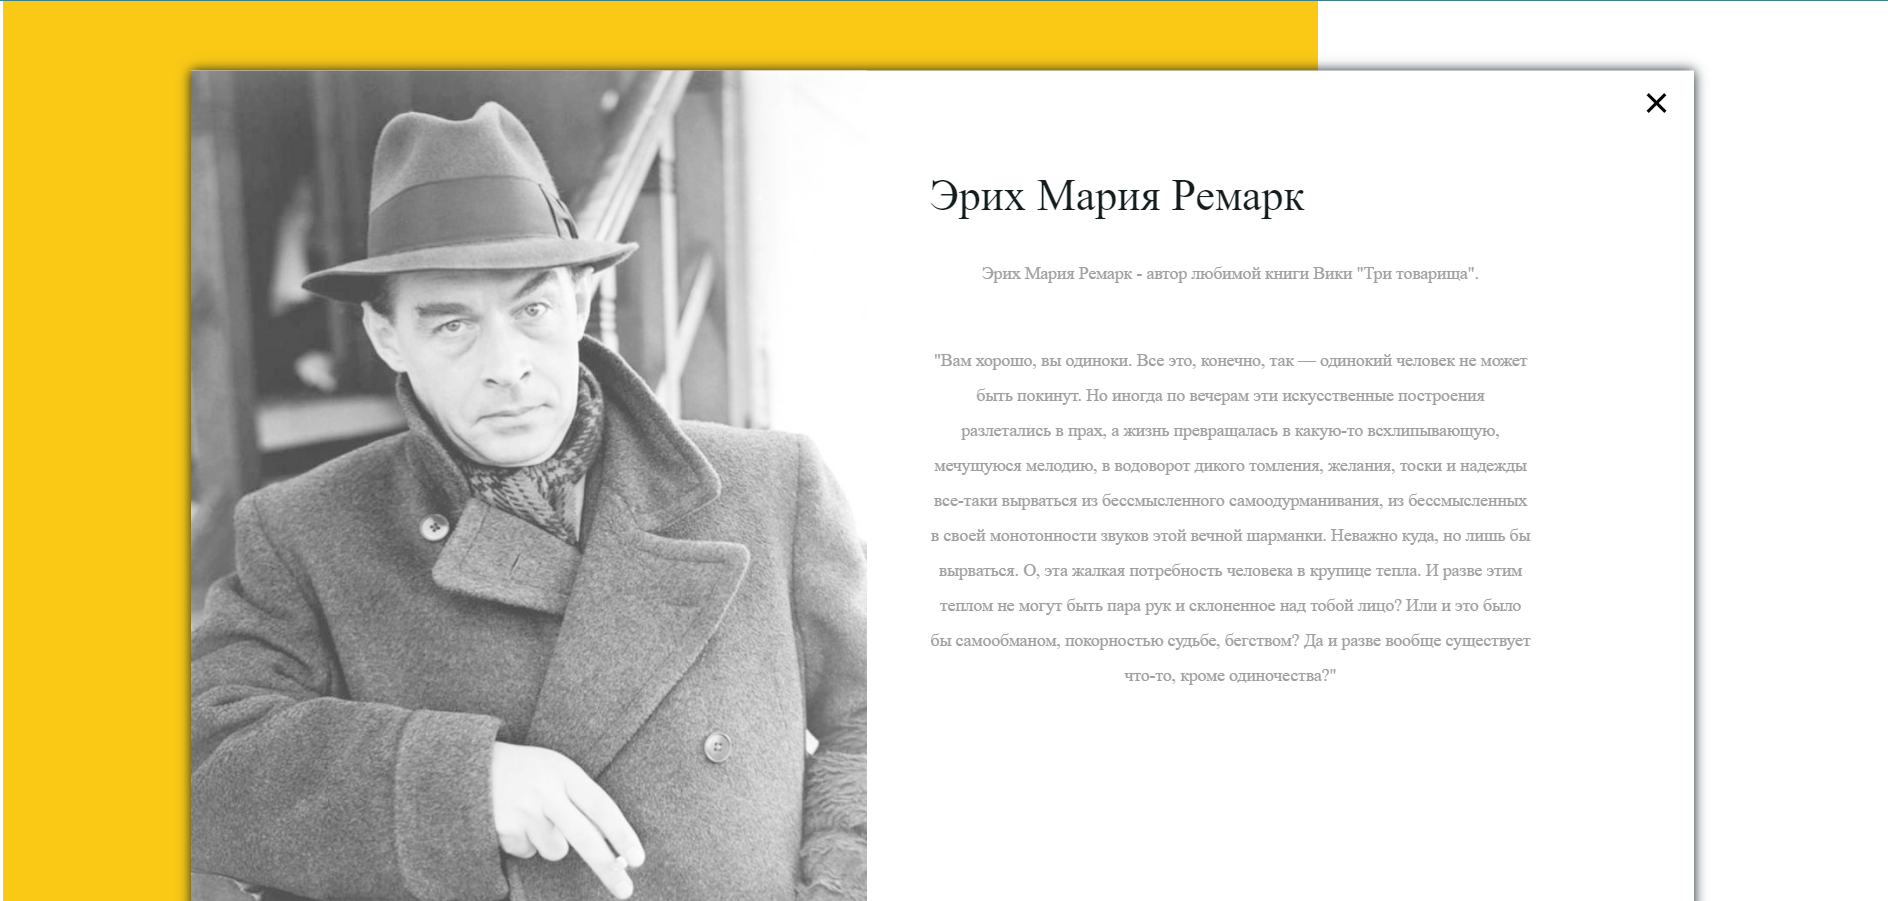 Эрих Мария Ремарк
Эрих Мария Ремарк - автор любимой книги Вики "Три товарища".
"Вам хорошо, вы одиноки. Все это, конечно, так — одинокий человек не может
быть покинут. Но иногда по вечерам эти искусственные построения
разлетались в прах, а жизнь превращалась в какую-то всхлипывающую,
мечущуюся мелодию, в водоворот дикого томления, желания, тоски и надежды
все-таки вырваться из бессмысленного самоодурманивания, из бессмысленных
в своей монотонности звуков этой вечной шарманки. Неважно куда, но лишь бы
вырваться. О, эта жалкая потребность человека в крупице тепла. И разве этим
теплом не могут быть пара рук и склоненное над тобой лицо? Или и это было
бы самообманом, покорностью судьбе, бегством? Да и разве вообще существует
что-то, кроме одиночества?"